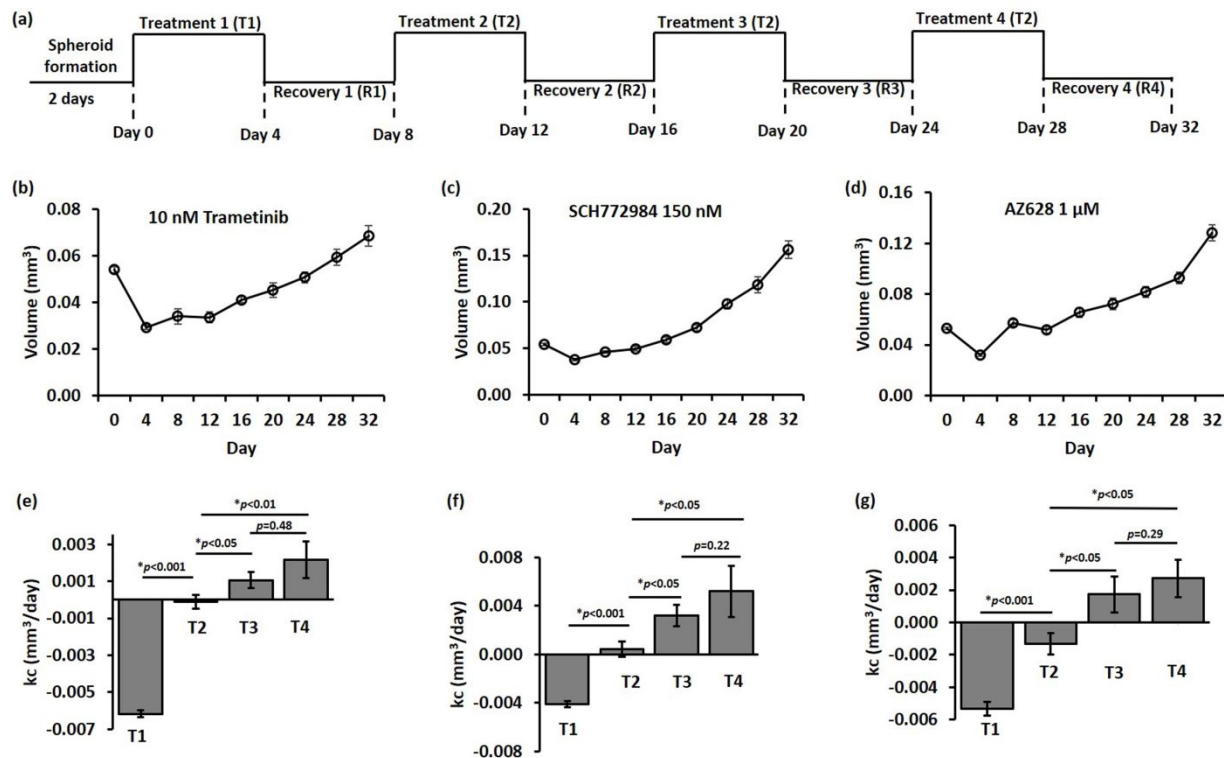 (a)
Treatment 1 (T1) Treatment 2 (T2) Treatment 3 (T2) Treatment 4 (T2)
Spheroid
formation
2 days
Recovery 1 (R1) Recovery 2 (R2) Recovery 3 (R3) Recovery 4 (R4)
Day 0 Day 4 Day 8 Day 12 Day 16 Day 20 Day 24 Day 28 Day 32
(b)
10 nM Trametinib
Volume (mm³)
0.08
0.06
0.04
0.02
0.00
0 4 8 12 16 20 24 28 32
Day
(c)
SCH772984 150 nM
Volume (mm³)
0.20
0.15
0.10
0.05
0.00
0 4 8 12 16 20 24 28 32
Day
(d)
AZ628 1 µM
Volume (mm³)
0.16
0.12
0.08
0.04
0.00
0 4 8 12 16 20 24 28 32
Day
(e)
kc (mm³/day)
0.003
0.001
-0.001
-0.003
-0.005
-0.007
*p<0.01
p=0.48
*p<0.05
*p<0.001
T1
T2
T3
T4
(f)
kc (mm³/day)
0.008
0.004
0.000
-0.004
-0.008
*p<0.05
p=0.22
*p<0.05
*p<0.001
T1
T2
T3
T4
(g)
kc (mm³/day)
0.006
0.004
0.002
0.000
-0.002
-0.004
-0.006
*p<0.05
p=0.29
*p<0.05
*p<0.001
T1
T2
T3
T4